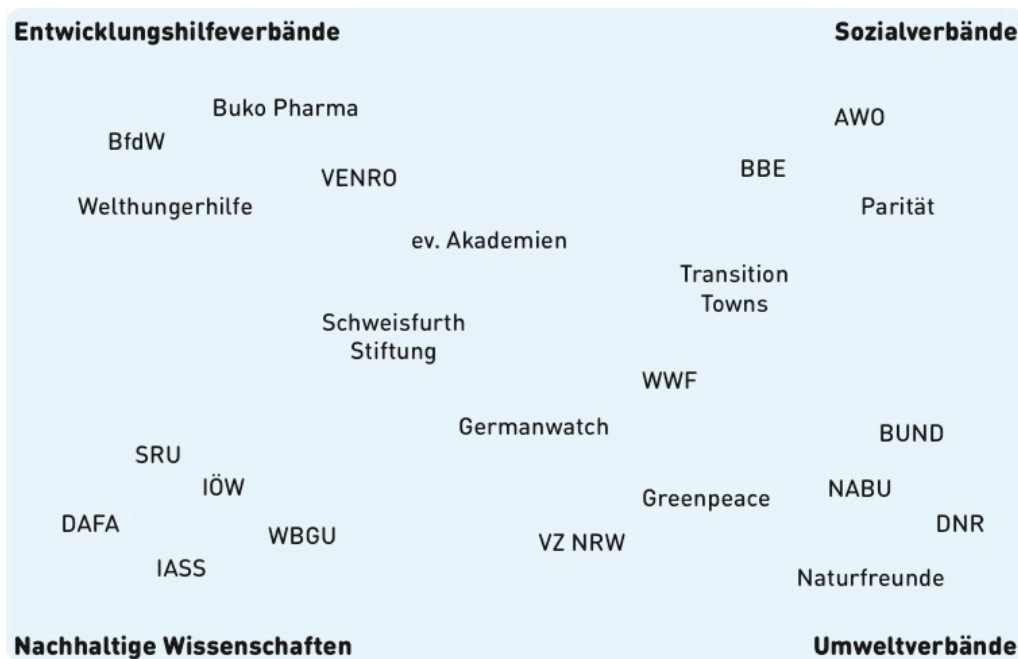 Entwicklungshilfeverbände
Sozialverbände
Buko Pharma
AWO
BfdW
BBE
VENRO
Welthungerhilfe
Parität
ev. Akademien
Transition
Towns
Schweisfurth
Stiftung
WWF
Germanwatch
BUND
SRU
IÖW
NABU
Greenpeace
DAFA
DNR
WBGU
VZ NRW
IASS
Naturfreunde
Nachhaltige Wissenschaften
Umweltverbände